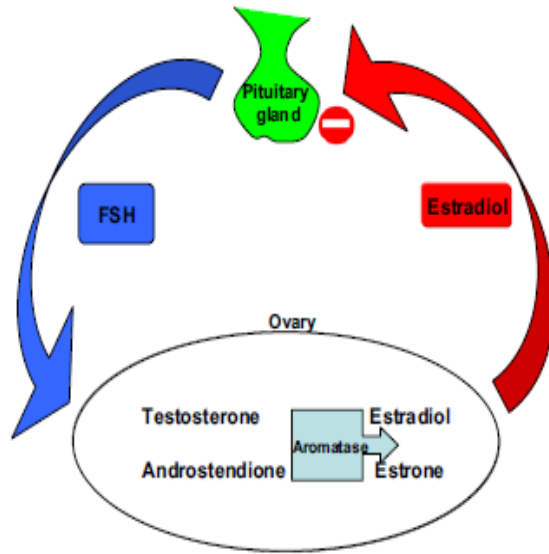 Pituitary
gland
FSH
Estradiol
Ovary
Testosterone
Estradiol
Aromatase
Androstendione
Estrone